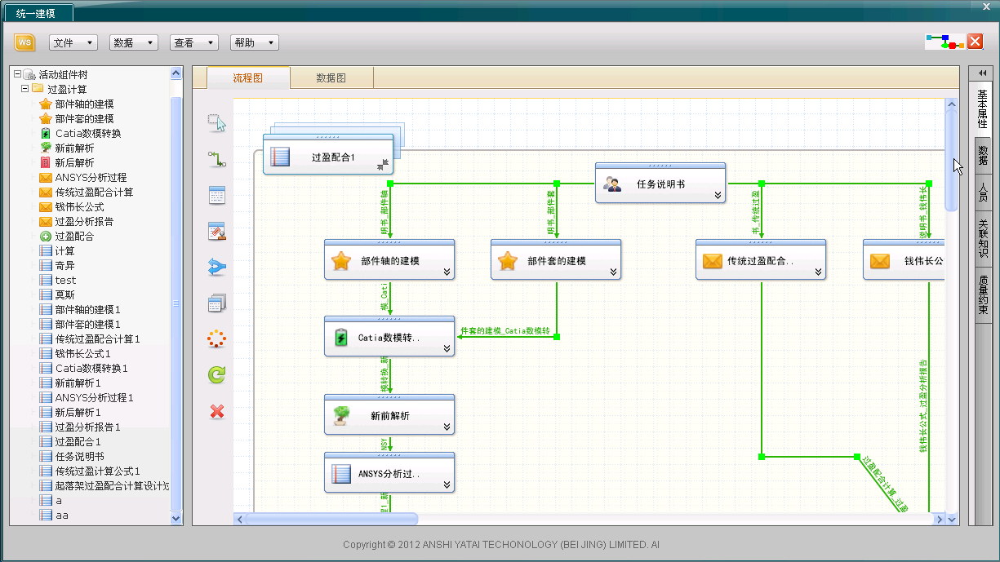 统一建模
X
WS
文件
数据
查看
帮助
活动组件树
过盈计算
部件轴的建模
部件套的建模
Catia数模转换
新前解析
新后解析
ANSYS分析过程
传统过盈配合计算
钱伟长公式
过盈分析报告
过盈配合
计算
奇异
test
莫斯
部件轴的建模1
部件套的建模1
传统过盈配合计算1
钱伟长公式1
Catia数模转换1
新前解析1
ANSYS分析过程1
新后解析1
过盈分析报告1
过盈配合1
任务说明书
传统过盈计算公式1
起落架过盈配合计算设计过
a
aa
流程图
数据图
过盈配合1
任务说明书
明书_部件轴
明书_部件套
书_传统过盈
说明书_钱伟长
部件轴的建模
部件套的建模
传统过盈配合..
钱伟长公
模_Cati
件套的建模_Catia数模转
Catia数模转..
模转换_新
新前解析
NSY
ANSYS分析过..
程1_新
钱伟长公式_过盈分析报告
过盈配合计算_过盈
基本属性
数据
人员
关联知识
质量约束
Copyright © 2012 ANSHI YATAI TECHONOLOGY (BEIJING) LIMITED. Al